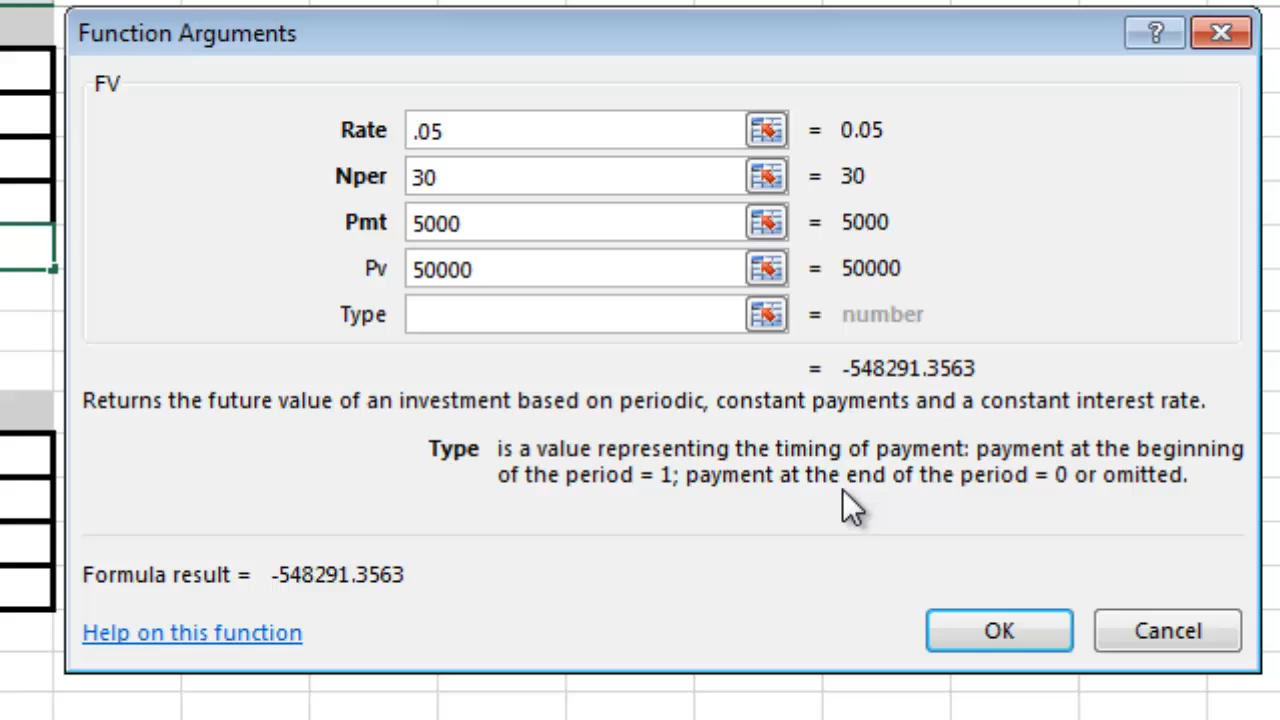 Function Arguments
?
FV
Rate .05 = 0.05
Nper 30 = 30
Pmt 5000 = 5000
Pv 50000 = 50000
Type = number
= -548291.3563
Returns the future value of an investment based on periodic, constant payments and a constant interest rate.
Type is a value representing the timing of payment: payment at the beginning
of the period = 1; payment at the end of the period = 0 or omitted.
Formula result = -548291.3563
Help on this function
OK Cancel